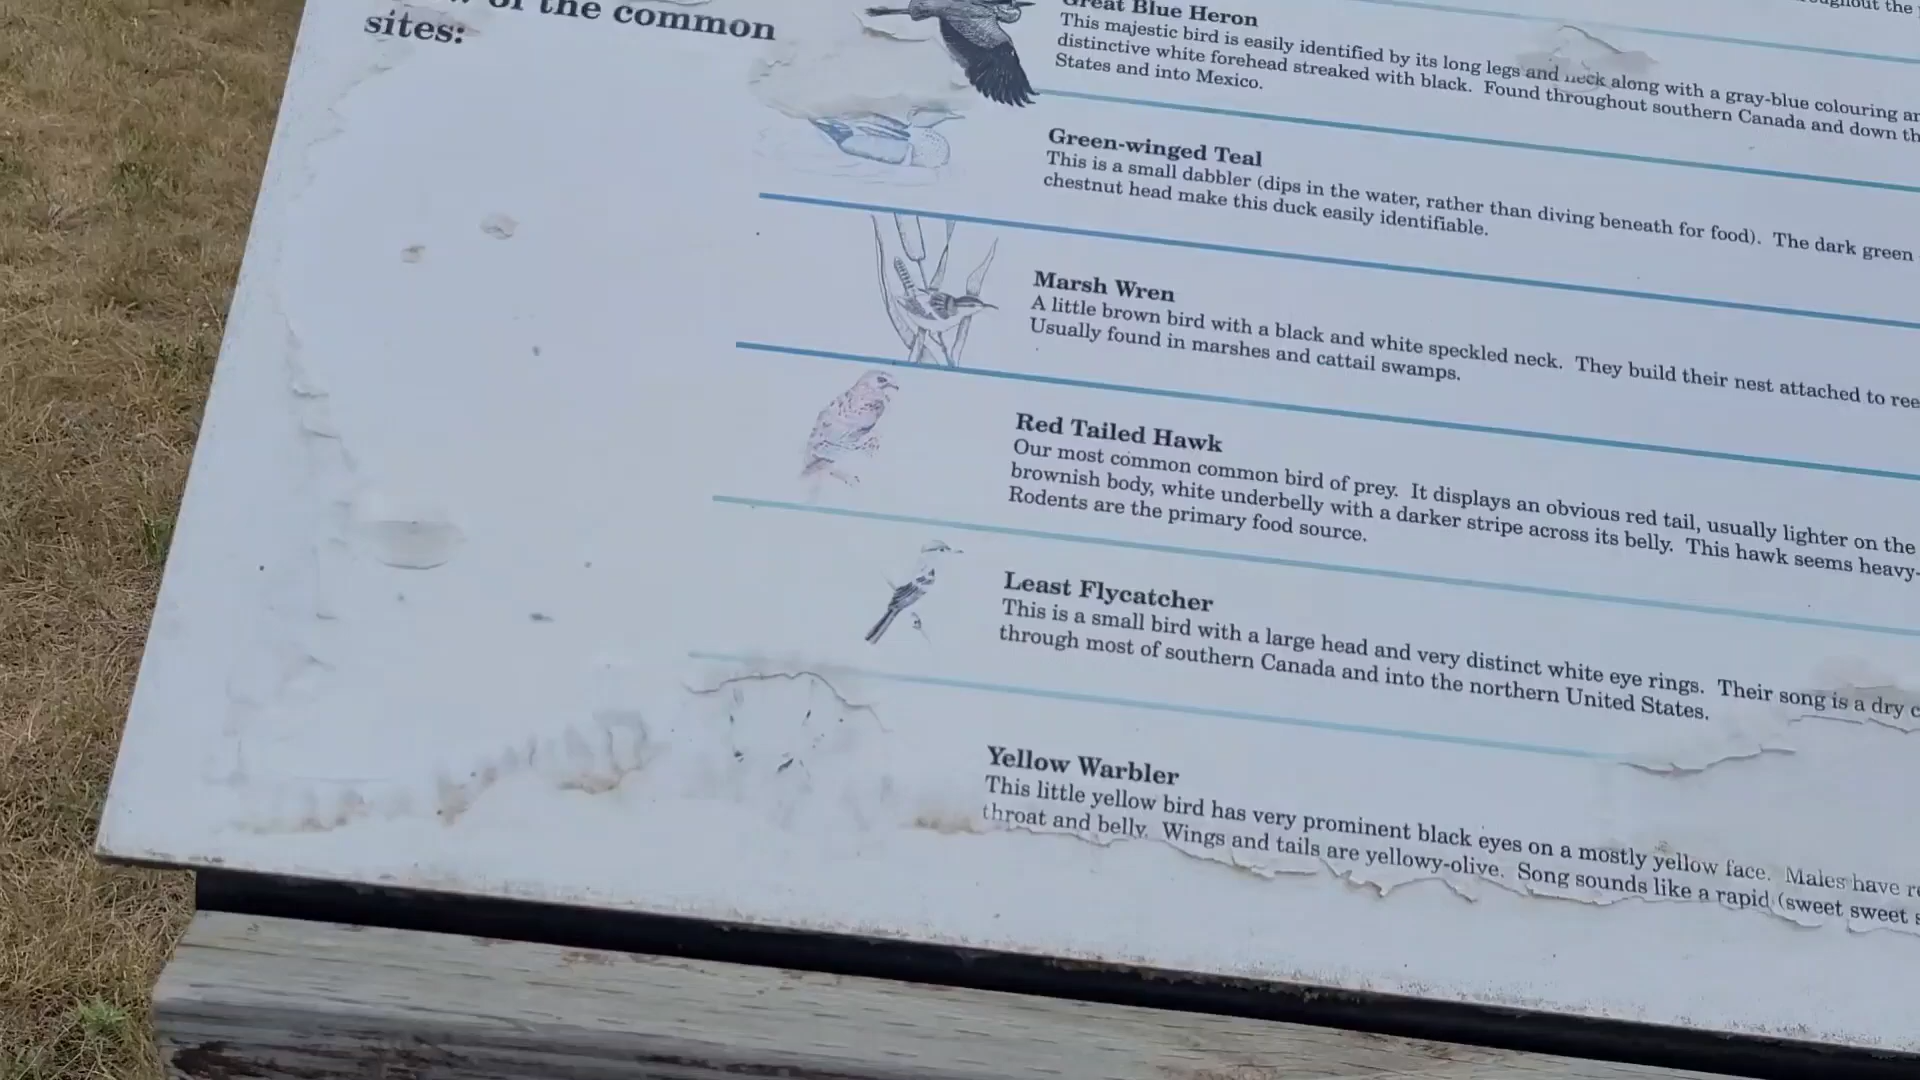 of the common
sites:
Great Blue Heron
This majestic bird is easily identified by its long legs and neck along with a gray-blue colouring
distinctive white forehead streaked with black. Found throughout southern Canada and down
States and into Mexico.
Green-winged Teal
This is a small dabbler (dips in the water, rather than diving beneath for food). The dark green
chestnut head make this duck easily identifiable.
Marsh Wren
A little brown bird with a black and white speckled neck. They build their nest attached to
Usually found in marshes and cattail swamps.
Red Tailed Hawk
Our most common common bird of prey. It displays an obvious red tail, usually lighter on the
brownish body, white underbelly with a darker stripe across its belly. This hawk seems heavy-
Rodents are the primary food source.
Least Flycatcher
This is a small bird with a large head and very distinct white eye rings. Their song is a dry
through most of southern Canada and into the northern United States.
Yellow Warbler
This little yellow bird has very prominent black eyes on a mostly yellow face. Males have
throat and belly. Wings and tails are yellowy-olive. Song sounds like a rapid (sweet sweet